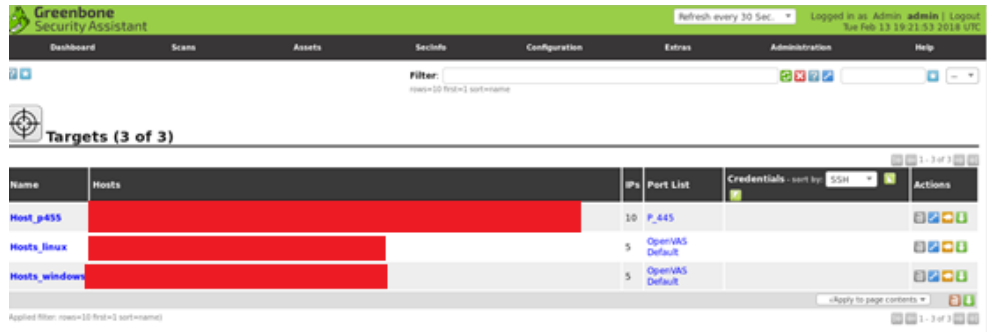 Greenbone
Security Assistant
Refresh every 30 Sec.
Logged in as Admin admin | Logout
Tue Feb 13 19:21:53 2018 UTC
Dashboard Scans Assets SecInfo Configuration Extras Administration Help
Filter:
rows=10 first=1 sort=name
--
Targets (3 of 3)
1 - 3 of 3
Name Hosts IPs Port List Credentials - sort by: SSH Actions
Host_p455 10 P_445
Hosts_linux 5 OpenVAS
Default
Hosts_windows 5 OpenVAS
Default
√Apply to page contents
(Applied filter: rows=10 first=1 sort=name)
1 - 3 of 3